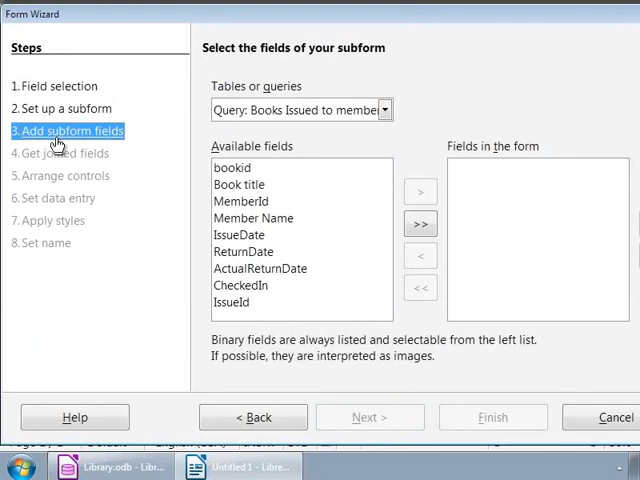 Form Wizard
Steps
1. Field selection
2. Set up a subform
3. Add subform fields
4. Get joined fields
5. Arrange controls
6. Set data entry
7. Apply styles
8. Set name
Select the fields of your subform
Tables or queries
Query: Books Issued to member
Available fields
Fields in the form
bookid
Book title
MemberId
Member Name
IssueDate
ReturnDate
ActualReturnDate
CheckedIn
IssueId
>
>>
<
<<
Binary fields are always listed and selectable from the left list.
If possible, they are interpreted as images.
Help
< Back
Next >
Finish
Cancel
Library.odb - Libr...
Untitled 1 - Libre...